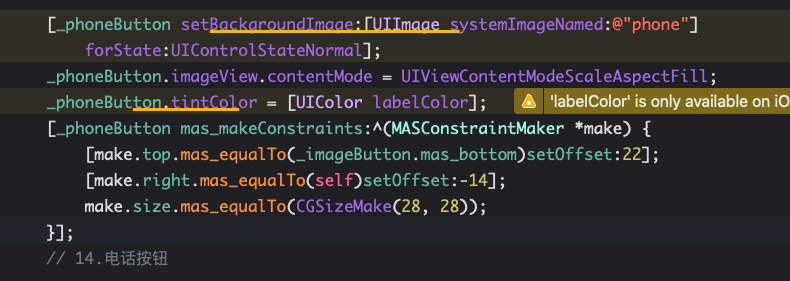 [_phoneButton setBackgroundImage:[UIImage systemImageNamed:@"phone"]
forState:UIControlStateNormal];
_phoneButton.imageView.contentMode = UIViewContentModeScaleAspectFill;
_phoneButton.tintColor = [UIColor labelColor]; 'labelColor' is only available on iO
[_phoneButton mas_makeConstraints:^(MASConstraintMaker *make) {
[make.top.mas_equalTo(_imageButton.mas_bottom)setOffset:22];
[make.right.mas_equalTo(self)setOffset:-14];
make.size.mas_equalTo(CGSizeMake(28, 28));
}];
// 14.电话按钮